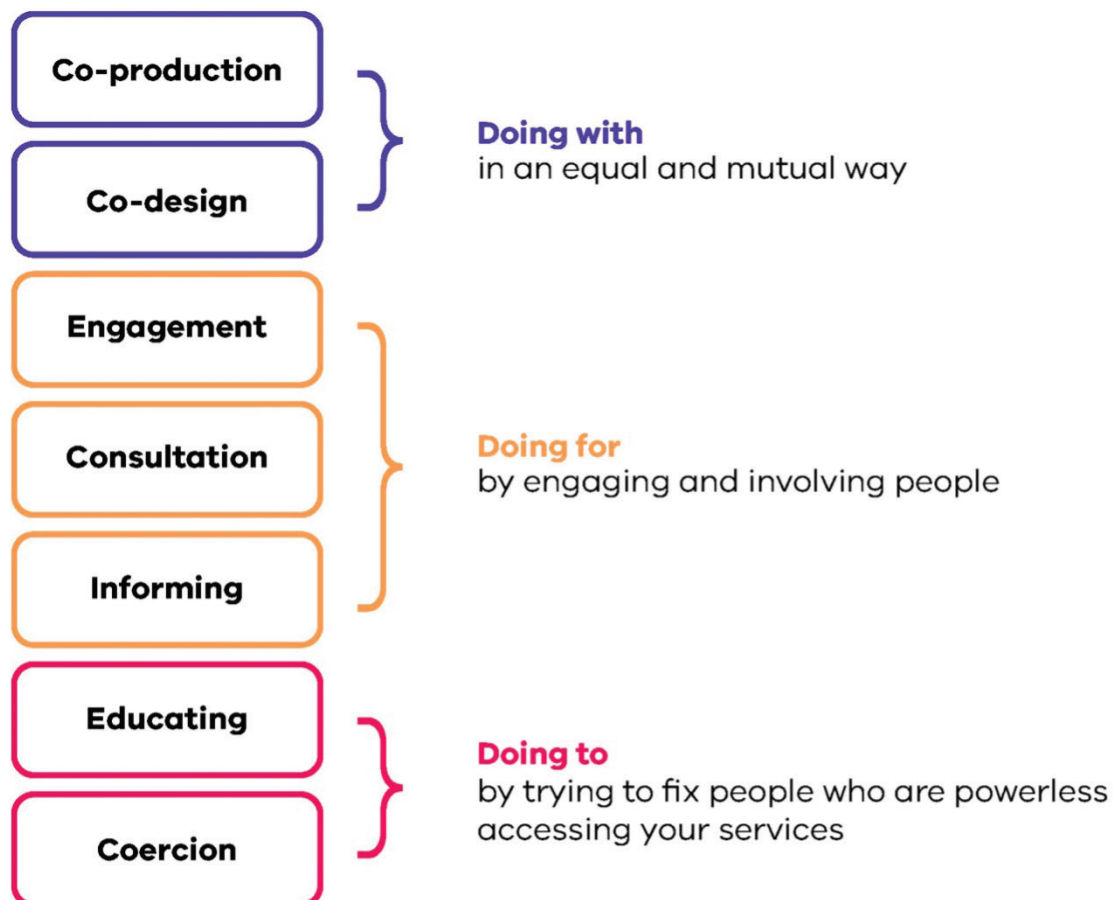 Co-production
Co-design
Doing with
in an equal and mutual way
Engagement
Consultation
Informing
Doing for
by engaging and involving people
Educating
Coercion
Doing to
by trying to fix people who are powerless
accessing your services